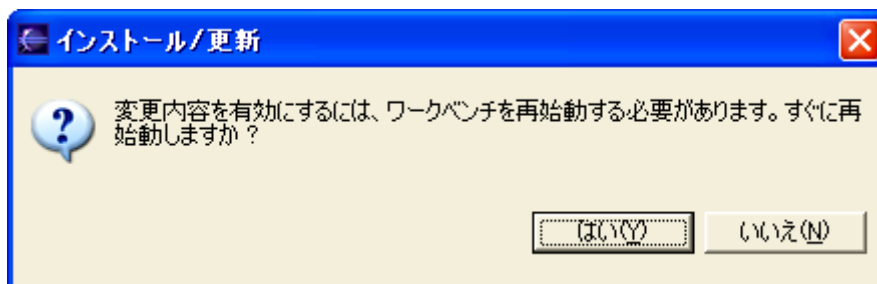 インストール/更新
変更内容を有効にするには、ワークベンチを再始動する必要があります。すぐに再
始動しますか?
はい(Y)
いいえ(N)